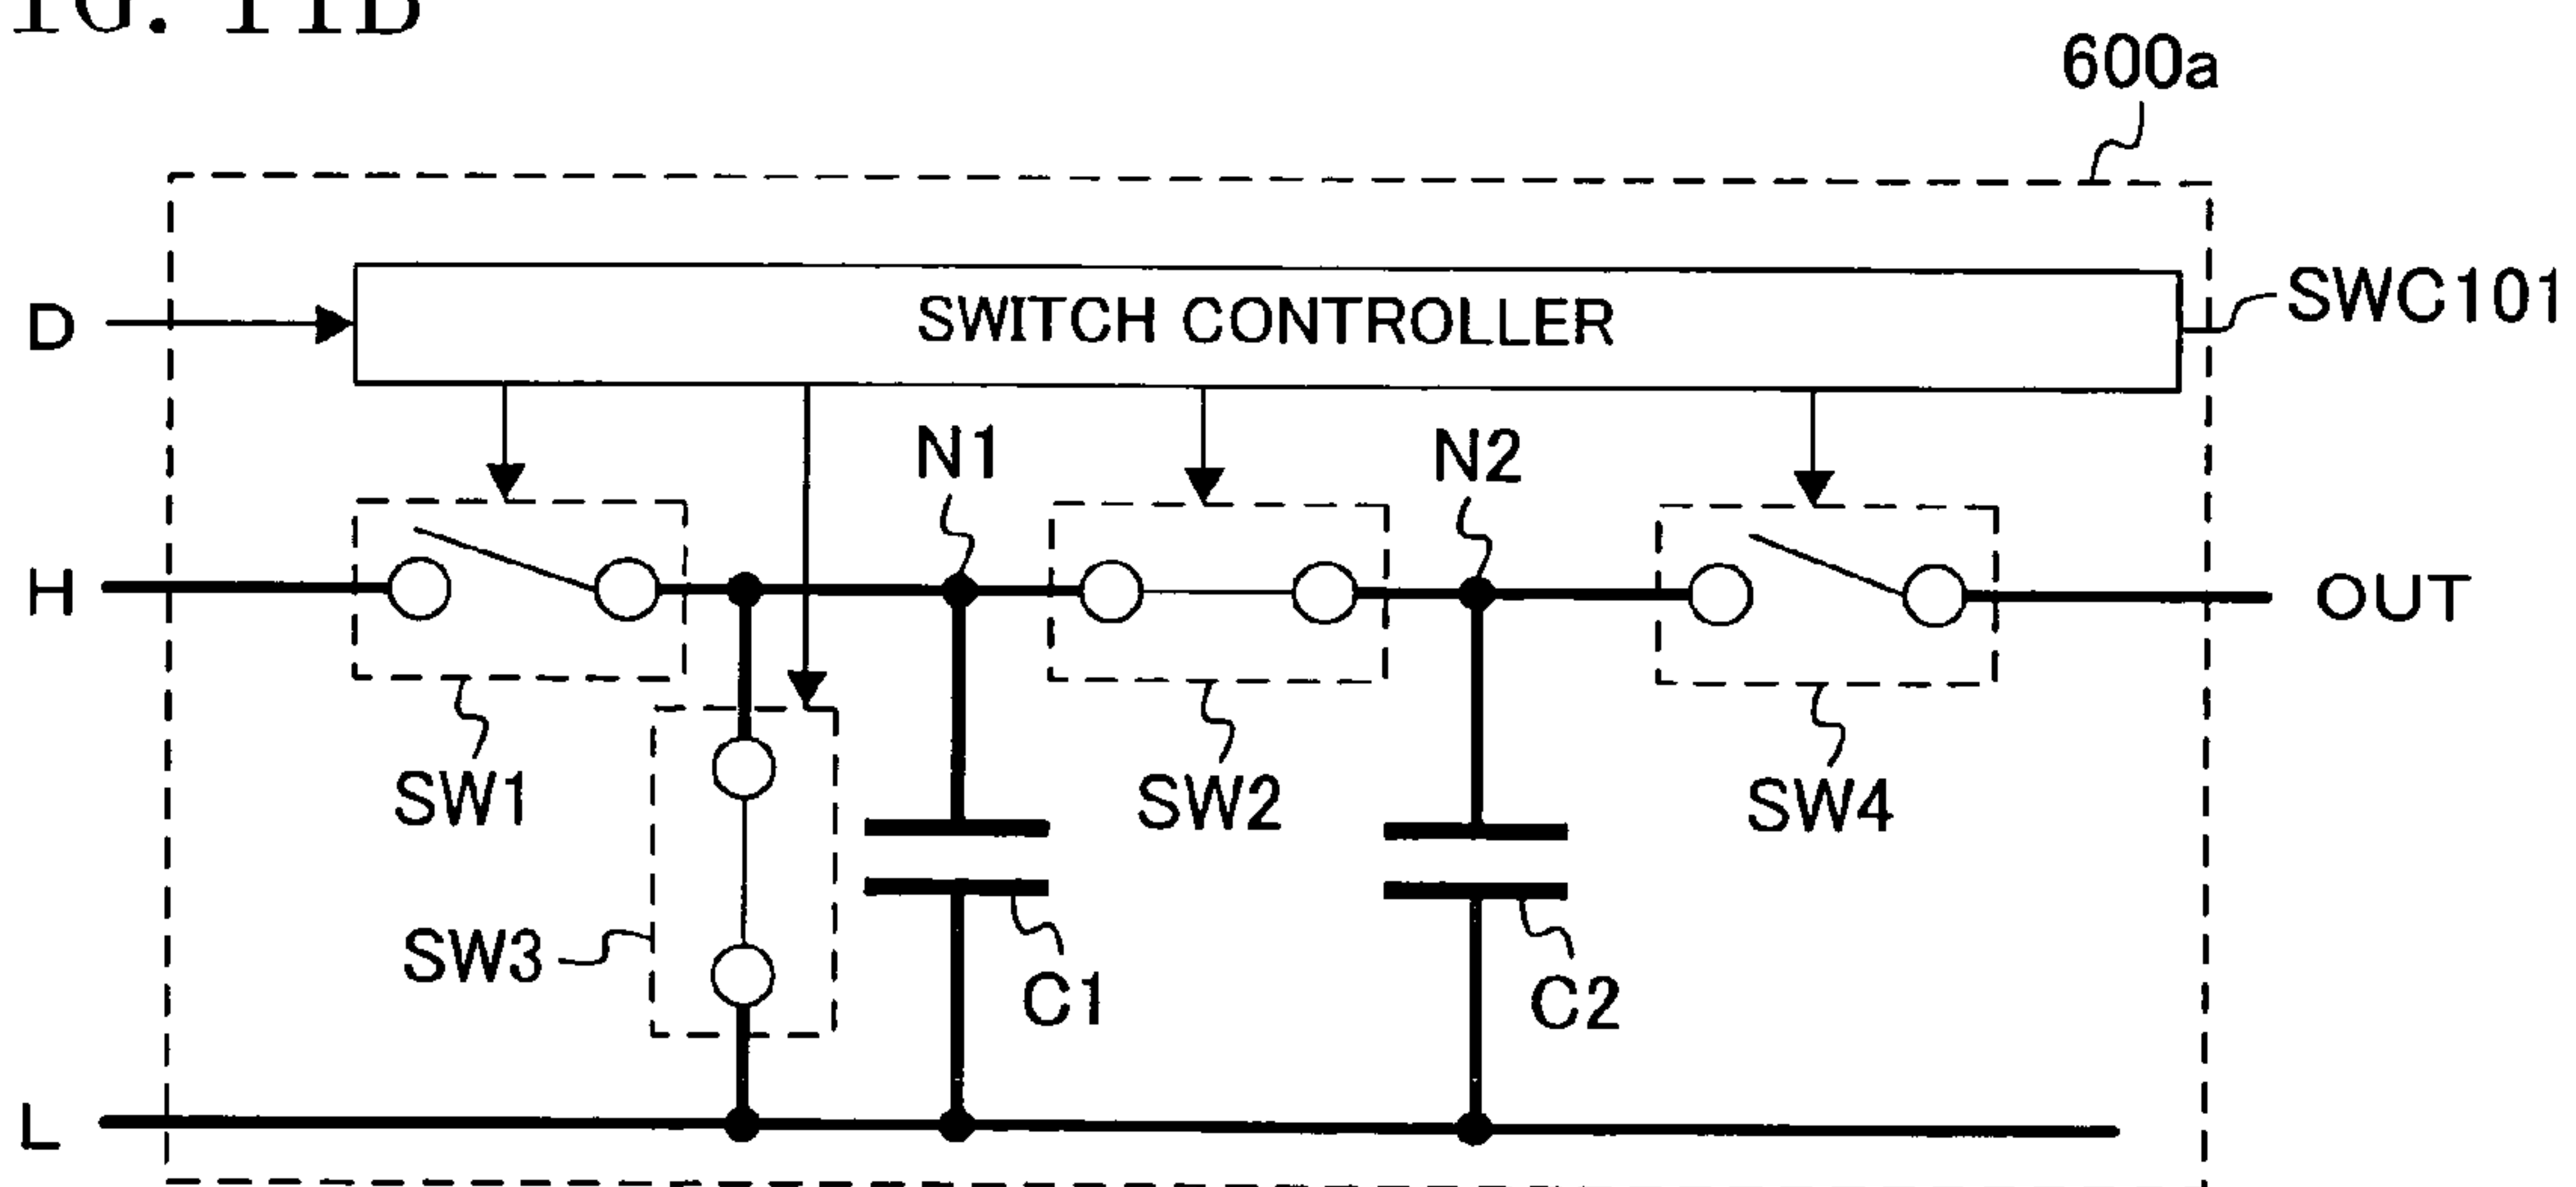 600a
D
SWITCH CONTROLLER
SWC101
N1
N2
H
OUT
SW1
SW2
SW4
SW3
C1
C2
L